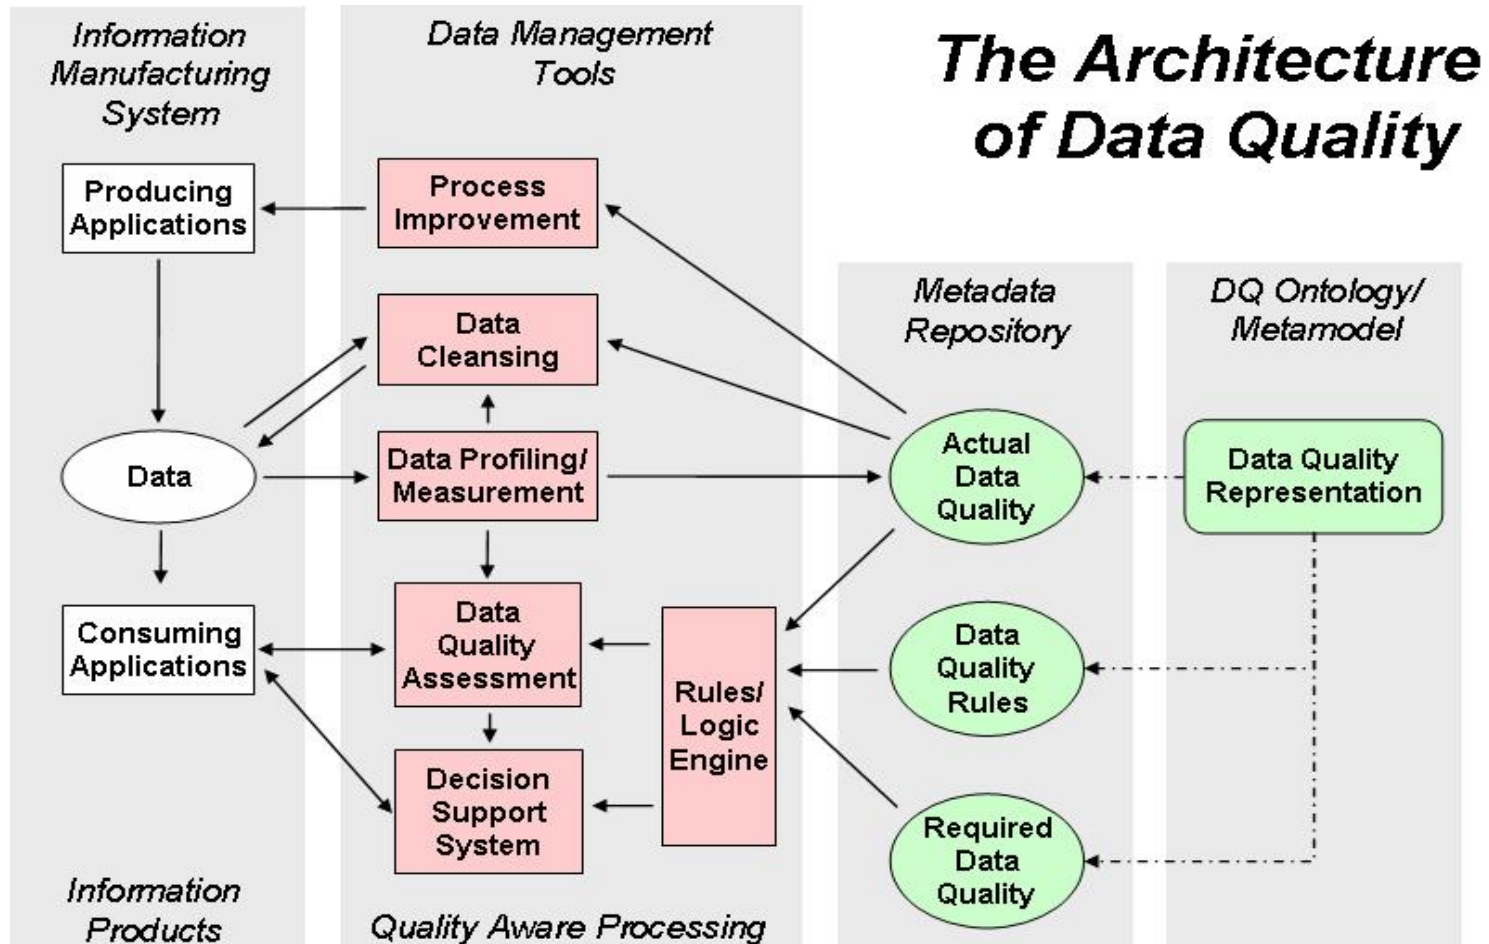 The Architecture
of Data Quality
Information
Manufacturing
System
Producing
Applications
Data
Consuming
Applications
Information
Products
Data Management
Tools
Process
Improvement
Data
Cleansing
Data Profiling/
Measurement
Data
Quality
Assessment
Decision
Support
System
Rules/
Logic
Engine
Quality Aware Processing
Metadata
Repository
Actual
Data
Quality
Data
Quality
Rules
Required
Data
Quality
DQ Ontology/
Metamodel
Data Quality
Representation